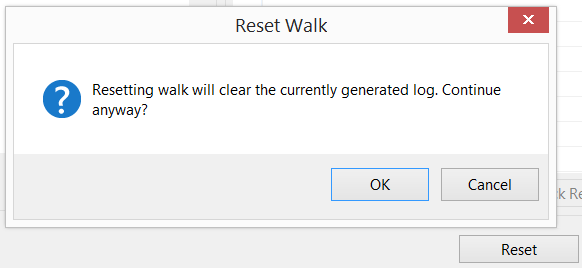 Reset Walk
Resetting walk will clear the currently generated log. Continue
anyway?
OK
Cancel
Reset